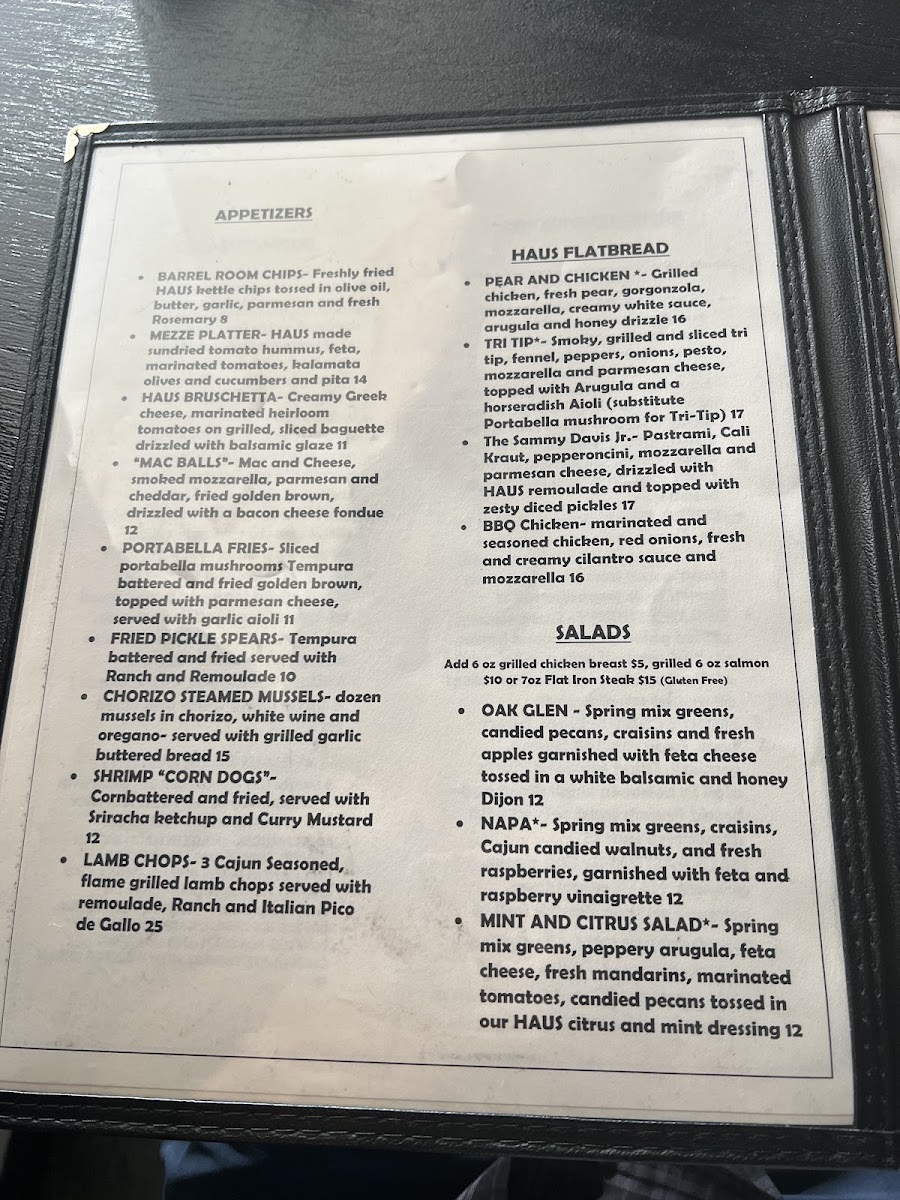 APPETIZERS
• BARREL ROOM CHIPS- Freshly fried
HAUS kettle chips tossed in olive oil,
butter, garlic, parmesan and fresh
Rosemary 8
• MEZZE PLATTER- HAUS made
sundried tomato hummus, feta,
marinated tomatoes, kalamata
olives and cucumbers and pita 14
• HAUS BRUSCHETTA- Creamy Greek
cheese, marinated heirloom
tomatoes on grilled, sliced baguette
drizzled with balsamic glaze 11
• "MAC BALLS"- Mac and Cheese,
smoked mozzarella, parmesan and
cheddar, fried golden brown,
drizzled with a bacon cheese fondue
12
• PORTABELLA FRIES- Sliced
portabella mushrooms Tempura
battered and fried golden brown,
topped with parmesan cheese,
served with garlic aioli 11
• FRIED PICKLE SPEARS- Tempura
battered and fried served with
Ranch and Remoulade 10
• CHORIZO STEAMED MUSSELS- dozen
mussels in chorizo, white wine and
oregano- served with grilled garlic
buttered bread 15
• SHRIMP "CORN DOGS"-
Cornbattered and fried, served with
Sriracha ketchup and Curry Mustard
12
• LAMB CHOPS- 3 Cajun Seasoned,
flame grilled lamb chops served with
remoulade, Ranch and Italian Pico
de Gallo 25
HAUS FLATBREAD
• PEAR AND CHICKEN *- Grilled
chicken, fresh pear, gorgonzola,
mozzarella, creamy white sauce,
arugula and honey drizzle 16
• TRI TIP*- Smoky, grilled and sliced tri
tip, fennel, peppers, onions, pesto,
mozzarella and parmesan cheese,
topped with Arugula and a
horseradish Aioli (substitute
Portabella mushroom for Tri-Tip) 17
• The Sammy Davis Jr.- Pastrami, Cali
Kraut, pepperoncini, mozzarella and
parmesan cheese, drizzled with
HAUS remoulade and topped with
zesty diced pickles 17
• BBQ Chicken- marinated and
seasoned chicken, red onions, fresh
and creamy cilantro sauce and
mozzarella 16
SALADS
Add 6 oz grilled chicken breast $5, grilled 6 oz salmon
$10 or 7oz Flat Iron Steak $15 (Gluten Free)
• OAK GLEN - Spring mix greens,
candied pecans, craisins and fresh
apples garnished with feta cheese
tossed in a white balsamic and honey
Dijon 12
• NAPA*- Spring mix greens, craisins,
Cajun candied walnuts, and fresh
raspberries, garnished with feta and
raspberry vinaigrette 12
• MINT AND CITRUS SALAD*- Spring
mix greens, peppery arugula, feta
cheese, fresh mandarins, marinated
tomatoes, candied pecans tossed in
our HAUS citrus and mint dressing 12